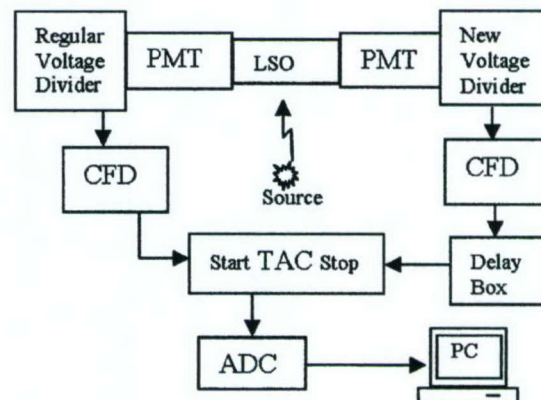 Regular
Voltage
Divider
PMT
LSO
PMT
New
Voltage
Divider
CFD
Source
CFD
Start TAC Stop
Delay
Box
ADC
PC